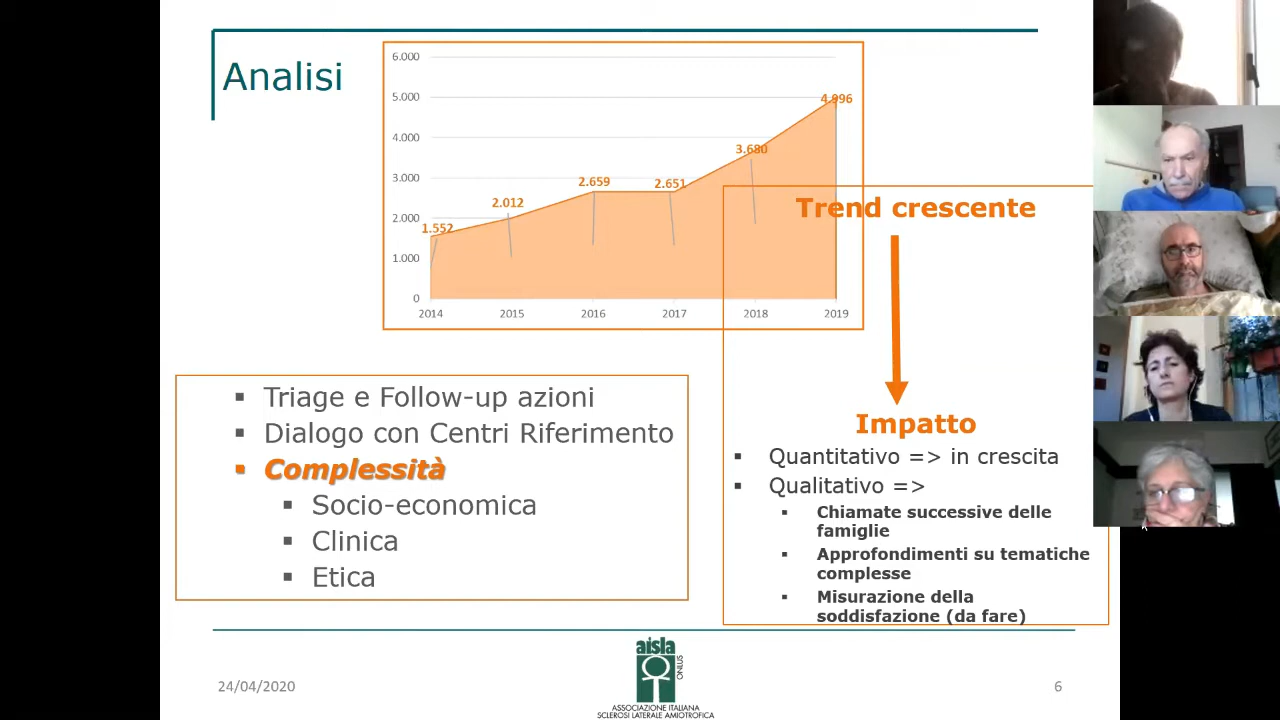 Analisi
6.000
5.000
4.000
3.000
2.000
1.000
0
1.552
2.012
2.659
2.651
3.680
4.996
2014 2015 2016 2017 2018 2019
Trend crescente
Triage e Follow-up azioni
Dialogo con Centri Riferimento
Complessità
Socio-economica
Clinica
Etica
Impatto
Quantitativo => in crescita
Qualitativo =>
Chiamate successive delle
famiglie
Approfondimenti su tematiche
complesse
Misurazione della
soddisfazione (da fare)
24/04/2020
aisla
ONLUS
ASSOCIAZIONE ITALIANA
SCLEROSI LATERALE AMIOTROFICA
6